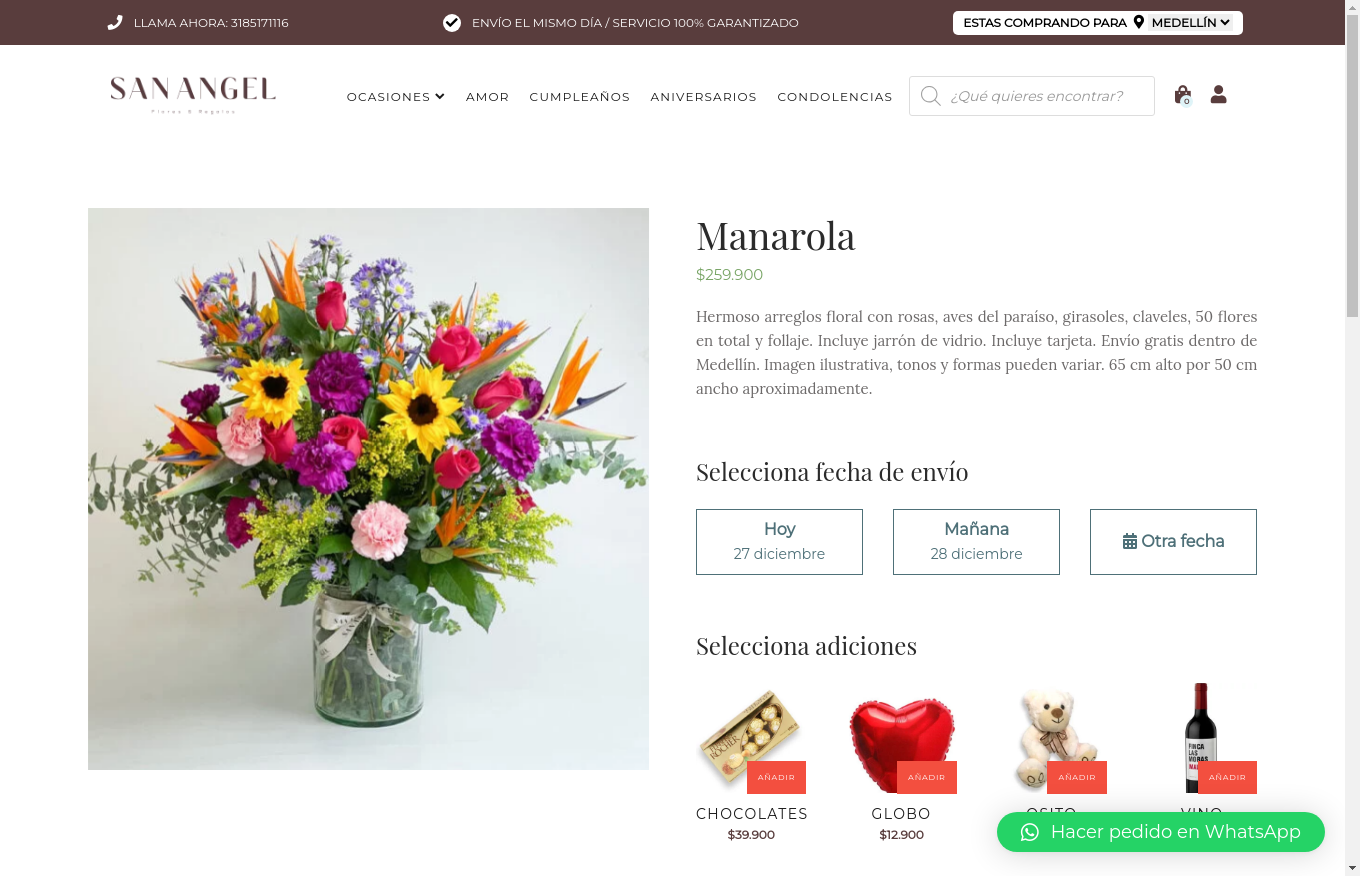 LLAMA AHORA: 3185171116
ENVÍO EL MISMO DÍA / SERVICIO 100% GARANTIZADO
ESTAS COMPRANDO PARA MEDELLÍN
SAN ANGEL
Flores & Regalos
OCASIONES
AMOR
CUMPLEAÑOS
ANIVERSARIOS
CONDOLENCIAS
¿Qué quieres encontrar?
0
Manarola
$259.900
Hermoso arreglos floral con rosas, aves del paraíso, girasoles, claveles, 50 flores
en total y follaje. Incluye jarrón de vidrio. Incluye tarjeta. Envío gratis dentro de
Medellín. Imagen ilustrativa, tonos y formas pueden variar. 65 cm alto por 50 cm
ancho aproximadamente.
Selecciona fecha de envío
Hoy
27 diciembre
Mañana
28 diciembre
Otra fecha
Selecciona adiciones
FINCA
LAS
MORAS
AÑADIR
AÑADIR
AÑADIR
AÑADIR
CHOCOLATES
GLOBO
OSITO
VINO
$39.900
$12.900
Hacer pedido en WhatsApp